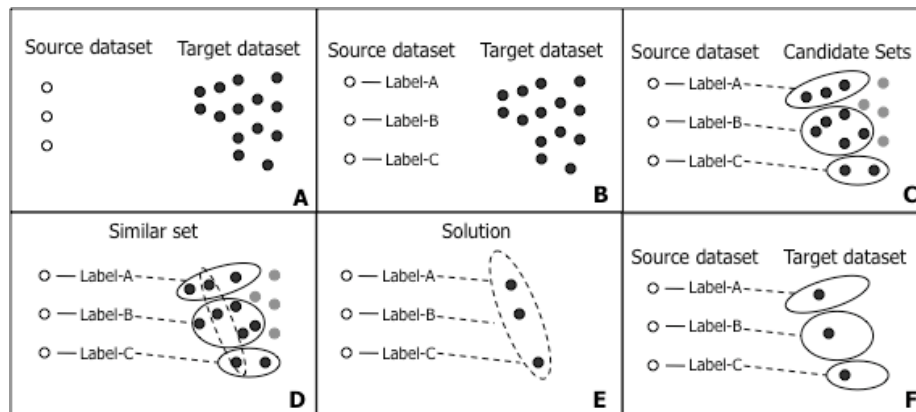 Source dataset Target dataset
A
Source dataset Target dataset
Label-A
Label-B
Label-C
B
Source dataset Candidate Sets
Label-A
Label-B
Label-C
C
Similar set
Label-A
Label-B
Label-C
D
Solution
Label-A
Label-B
Label-C
E
Source dataset Target dataset
Label-A
Label-B
Label-C
F